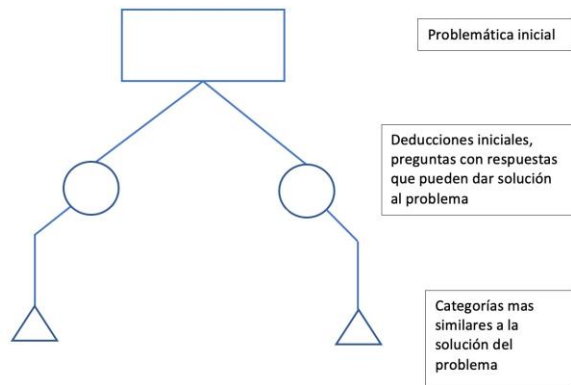 Problemática inicial
Deducciones iniciales,
preguntas con respuestas
que pueden dar solución
al problema
Categorías mas
similares a la
solución del
problema